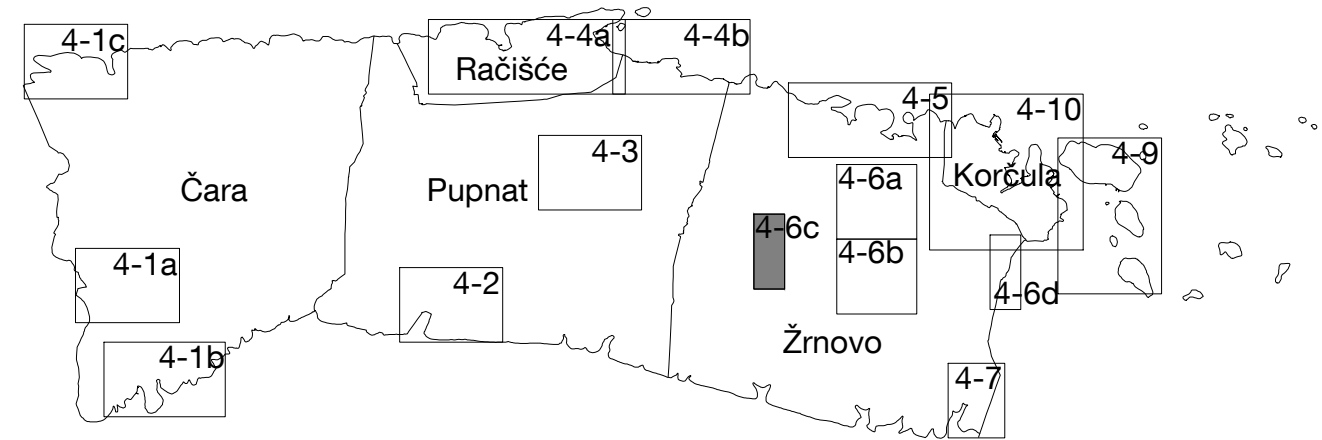 4-1c
4-4a
4-4b
Račišće
4-5
4-10
4-3
4-9
Čara
Pupnat
4-6a
Korčula
4-6c
4-6b
4-1a
4-2
4-6d
4-1b
Žrnovo
4-7